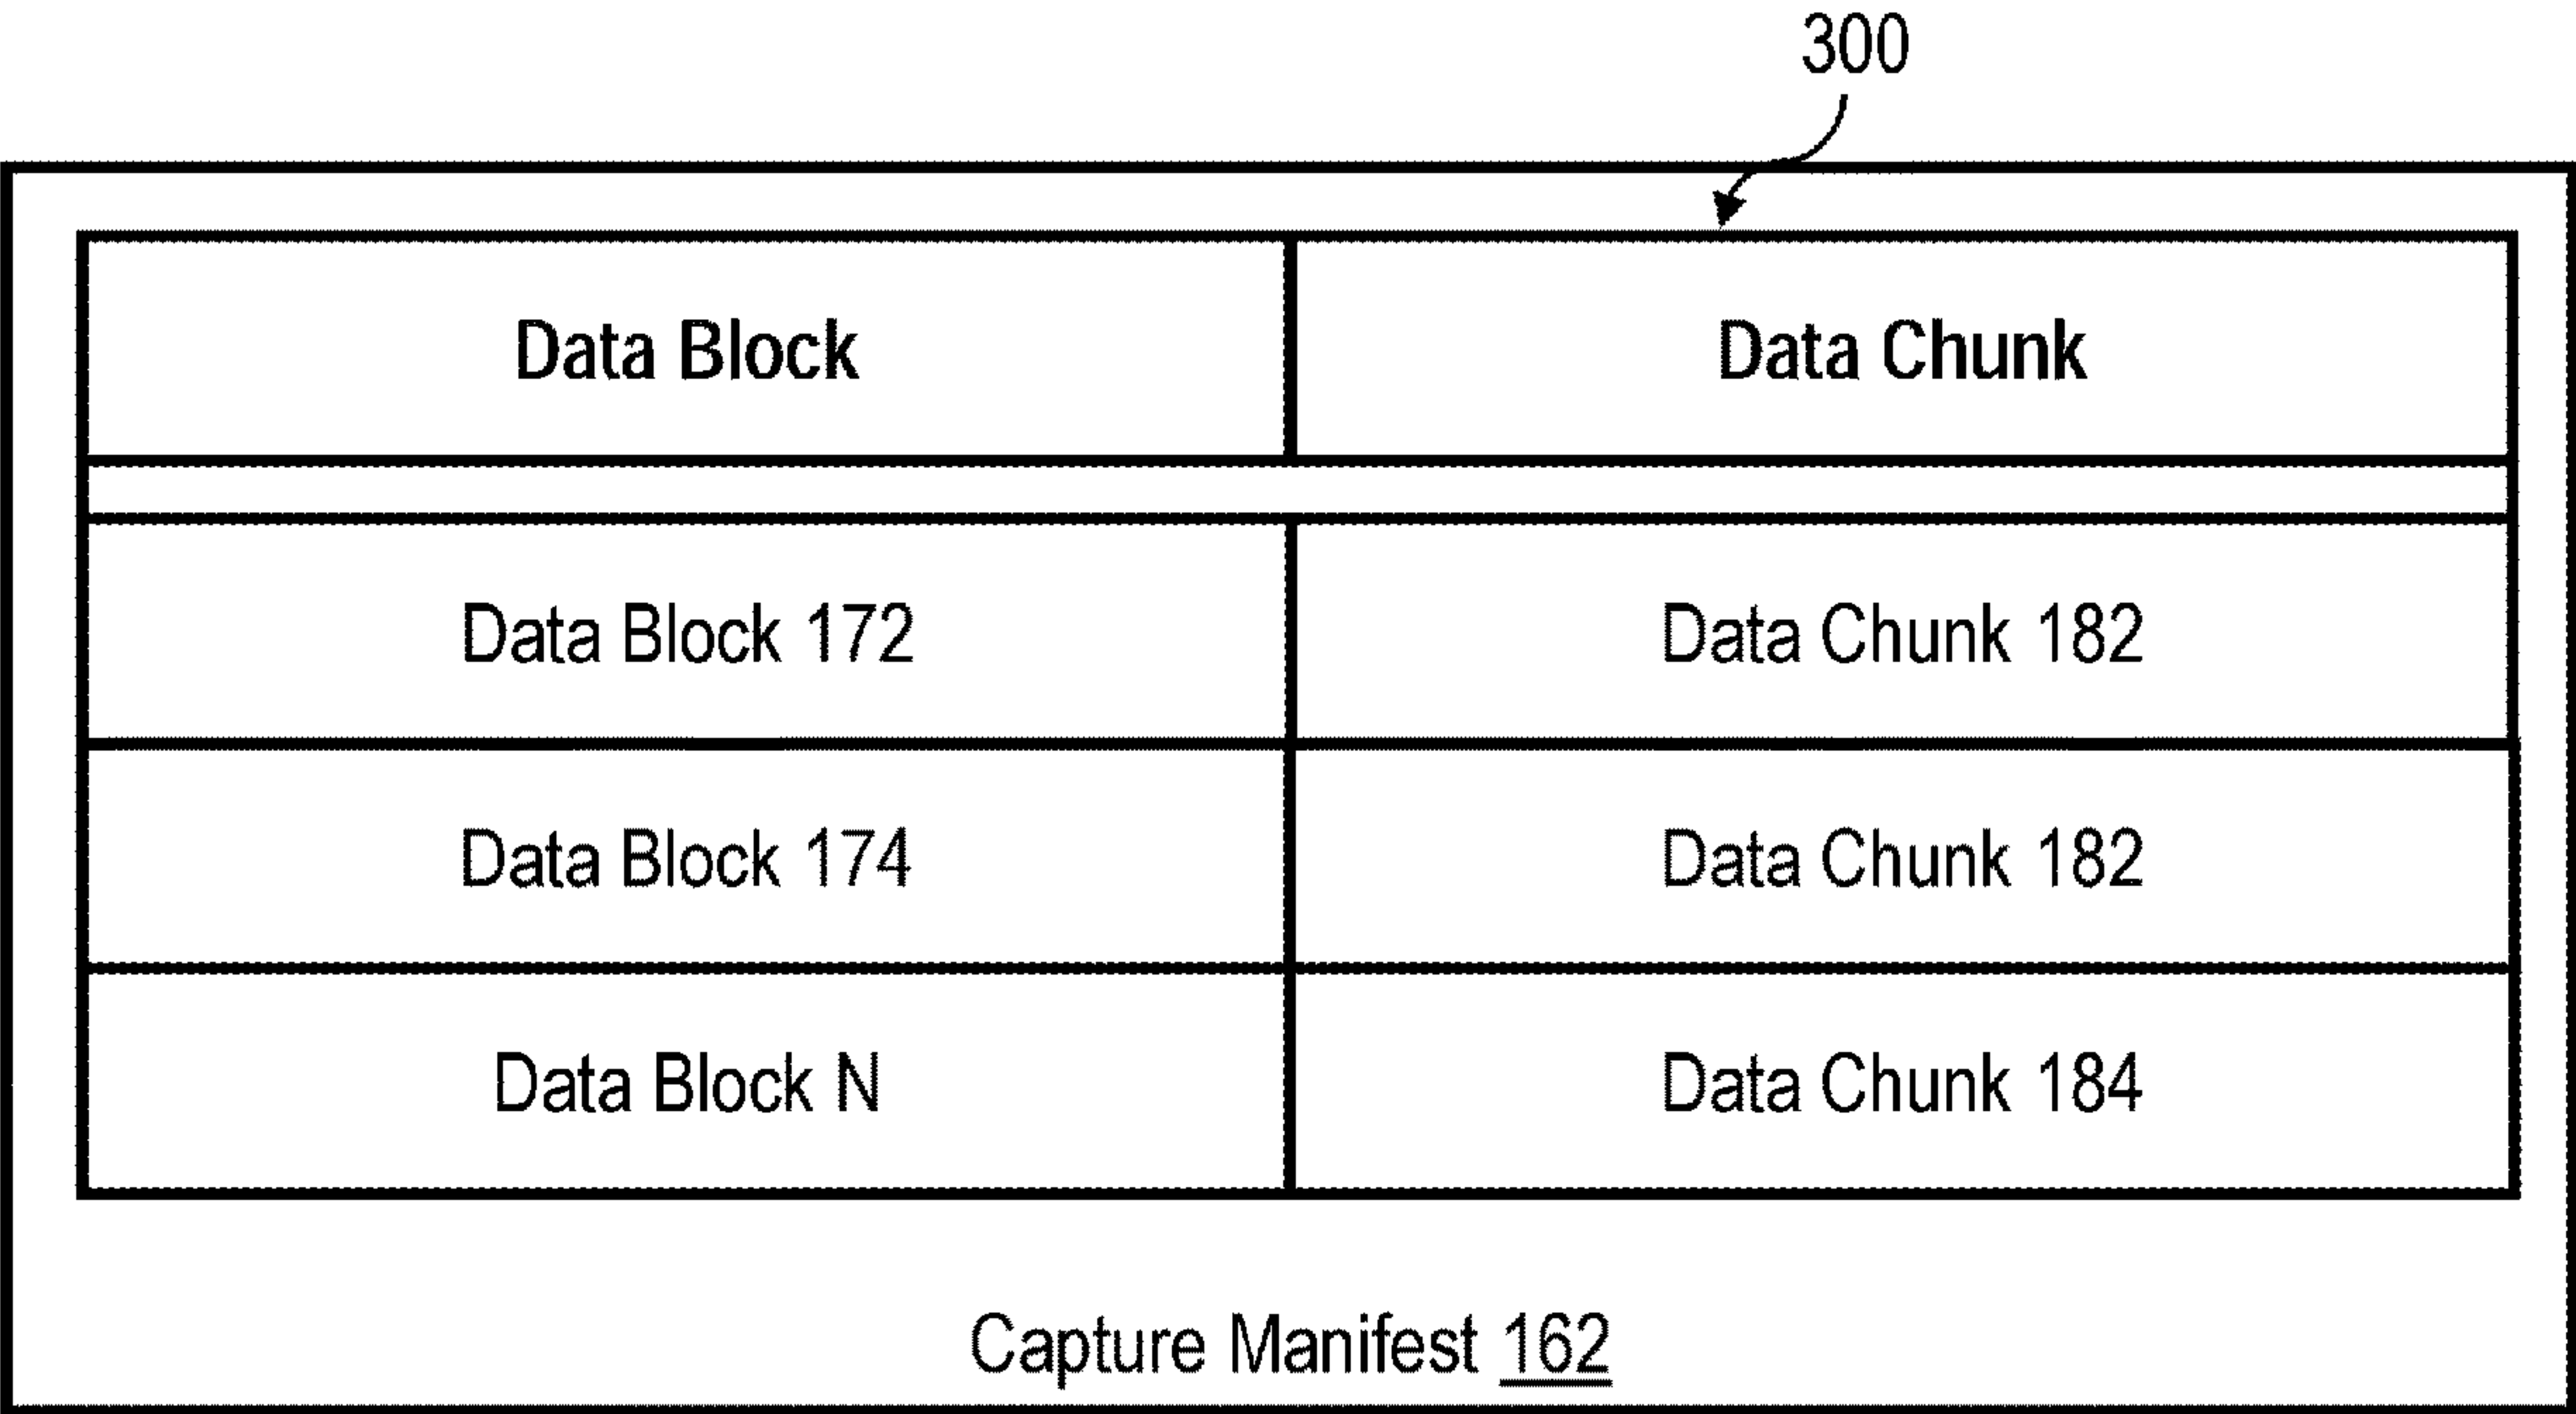 300
Data Block Data Chunk
Data Block 172 Data Chunk 182
Data Block 174 Data Chunk 182
Data Block N Data Chunk 184
Capture Manifest 162